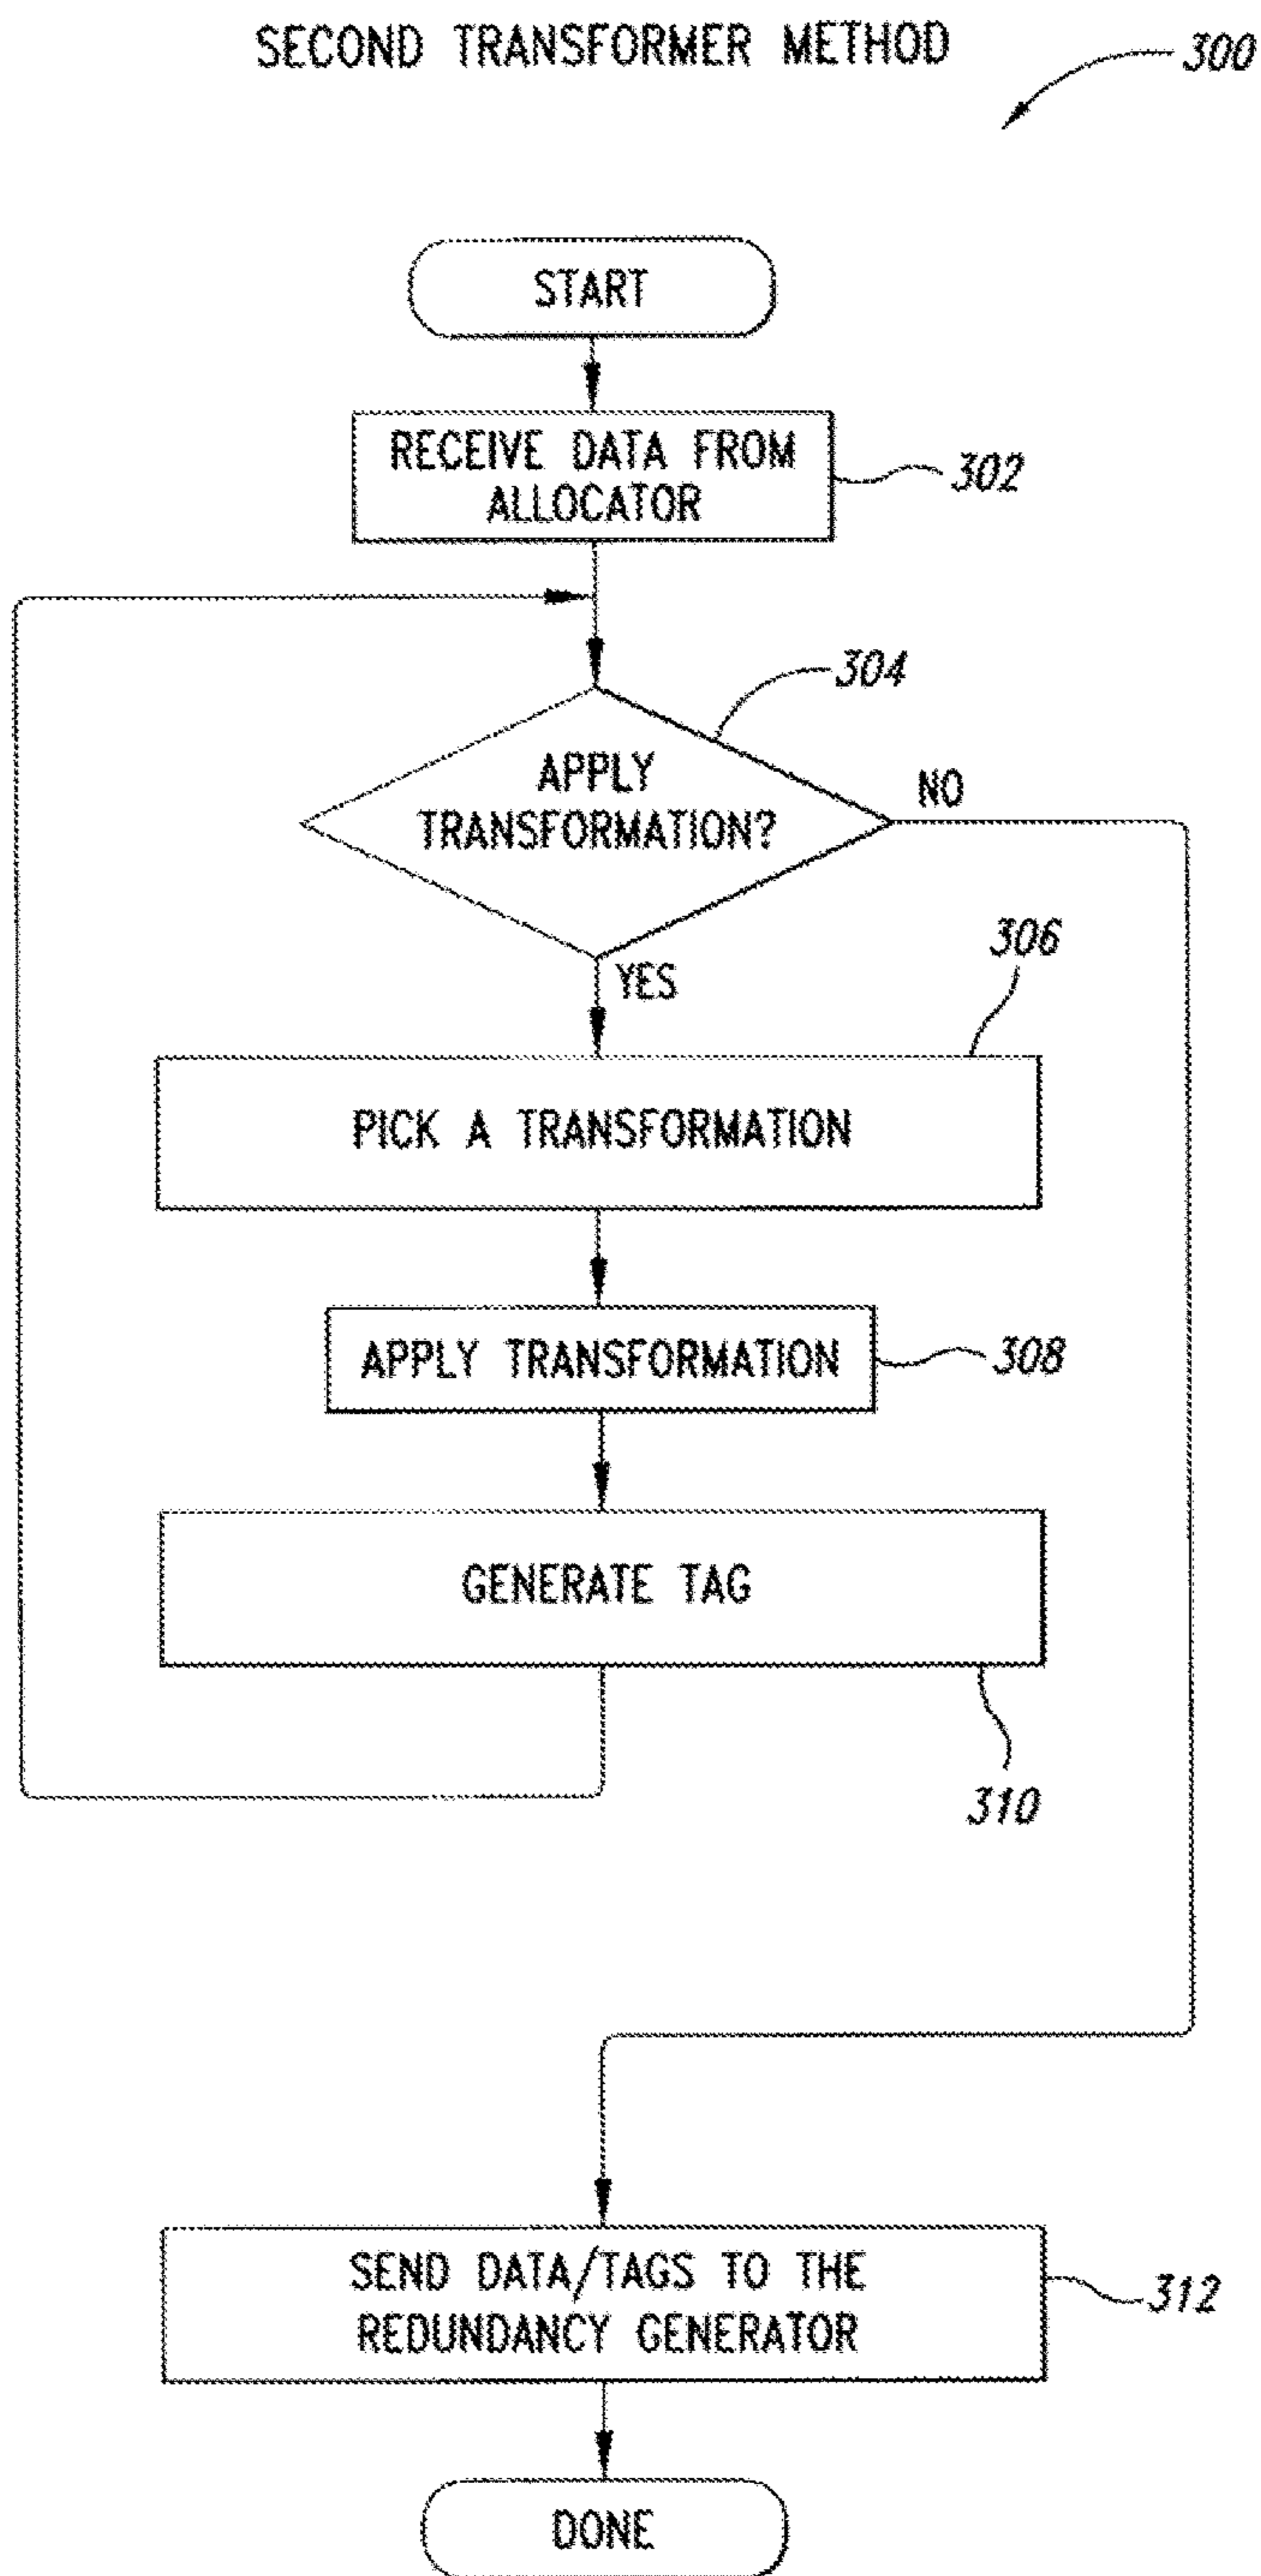 SECOND TRANSFORMER METHOD
300
START
RECEIVE DATA FROM
ALLOCATOR
302
304
APPLY
TRANSFORMATION?
NO
YES
306
PICK A TRANSFORMATION
APPLY TRANSFORMATION
308
GENERATE TAG
310
SEND DATA/TAGS TO THE
REDUNDANCY GENERATOR
312
DONE